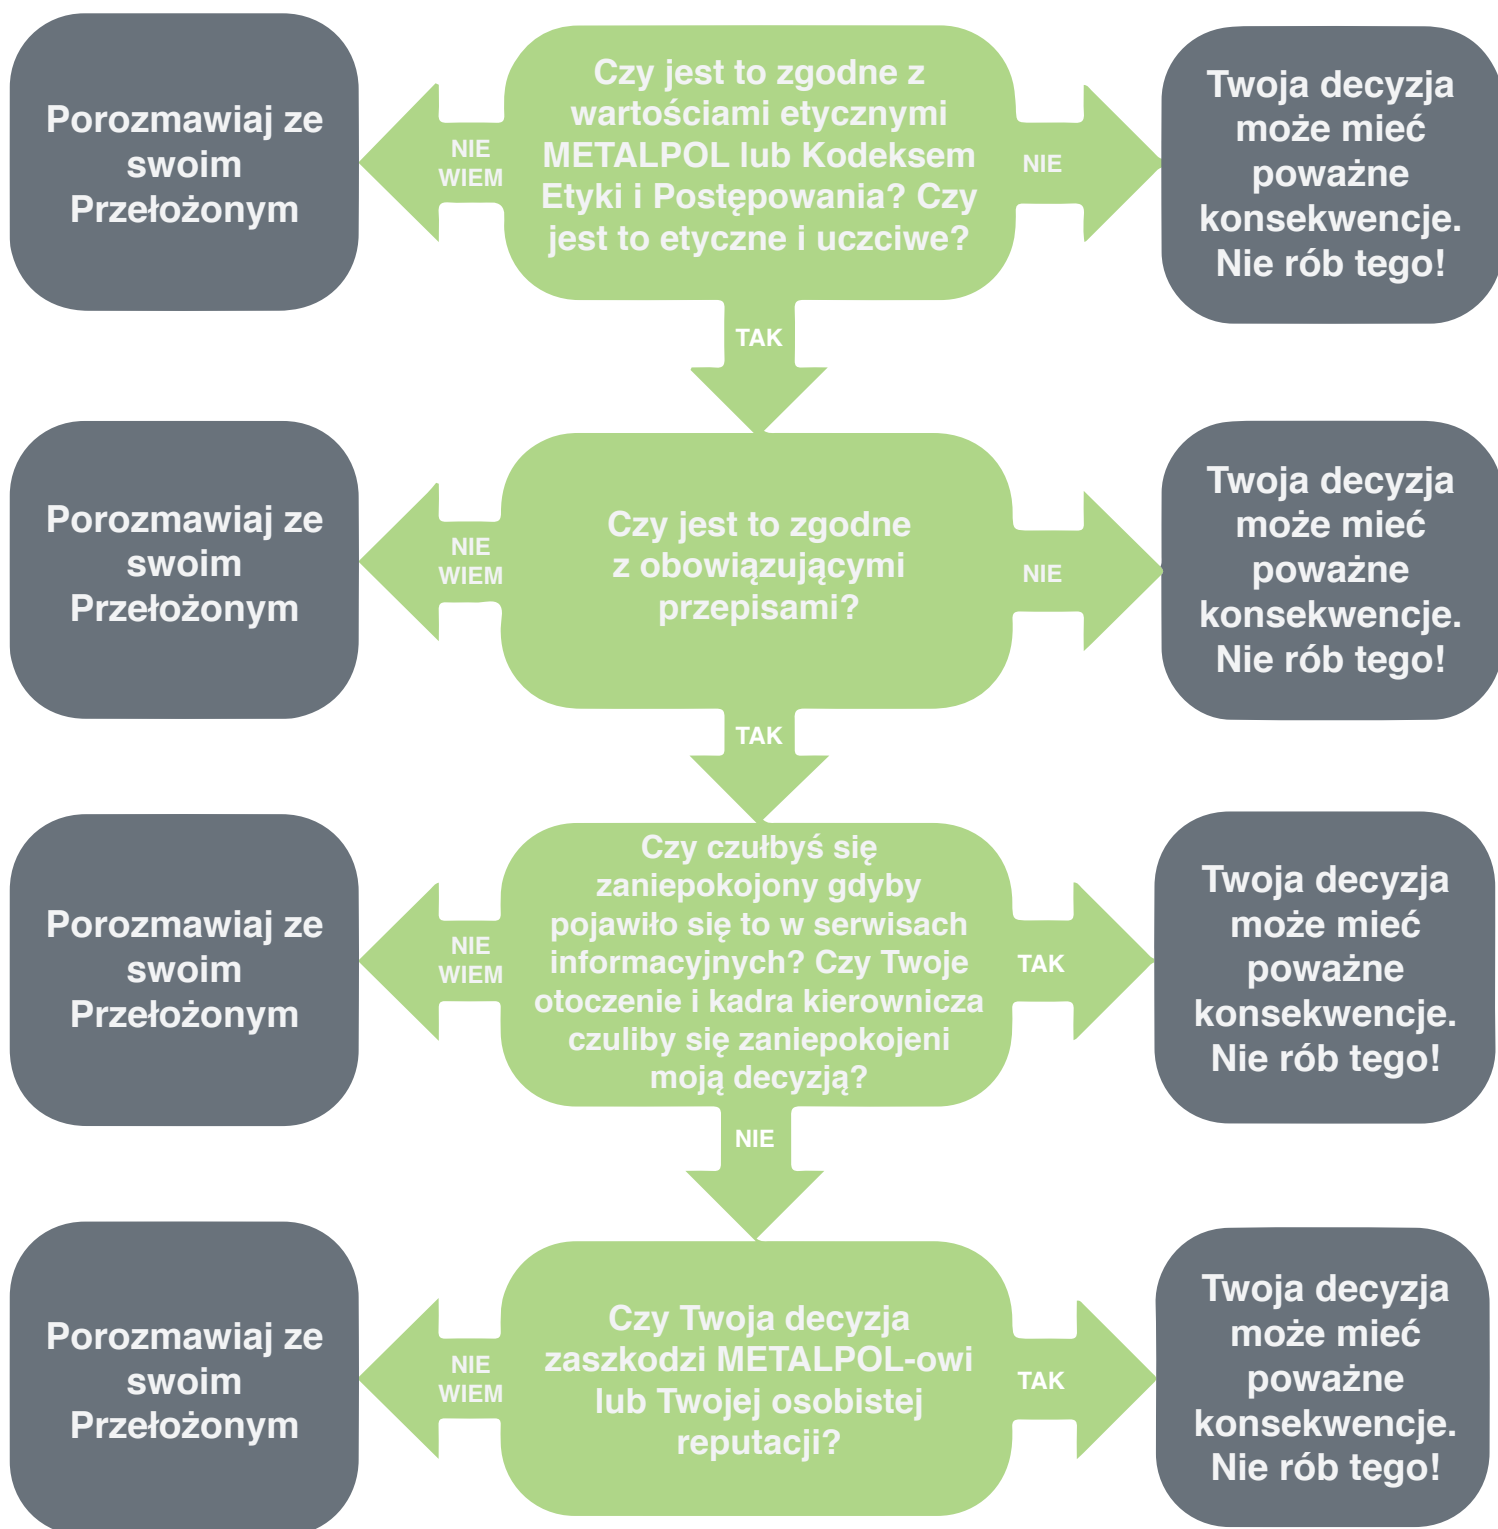 Porozmawiaj ze
swoim
Przełożonym
NIE
WIEM
Czy jest to zgodne z
wartościami etycznymi
METALPOL lub Kodeksem
Etyki i Postępowania? Czy
jest to etyczne i uczciwe?
NIE
Twoja decyzja
może mieć
poważne
konsekwencje.
Nie rób tego!
TAK
Porozmawiaj ze
swoim
Przełożonym
NIE
WIEM
Czy jest to zgodne
z obowiązującymi
przepisami?
NIE
Twoja decyzja
może mieć
poważne
konsekwencje.
Nie rób tego!
TAK
Porozmawiaj ze
swoim
Przełożonym
NIE
WIEM
Czy czułbyś się
zaniepokojony gdyby
pojawiło się to w serwisach
informacyjnych? Czy Twoje
otoczenie i kadra kierownicza
czuliby się zaniepokojeni
moją decyzją?
TAK
Twoja decyzja
może mieć
poważne
konsekwencje.
Nie rób tego!
NIE
Porozmawiaj ze
swoim
Przełożonym
NIE
WIEM
Czy Twoja decyzja
zaszkodzi METALPOL-owi
lub Twojej osobistej
reputacji?
TAK
Twoja decyzja
może mieć
poważne
konsekwencje.
Nie rób tego!